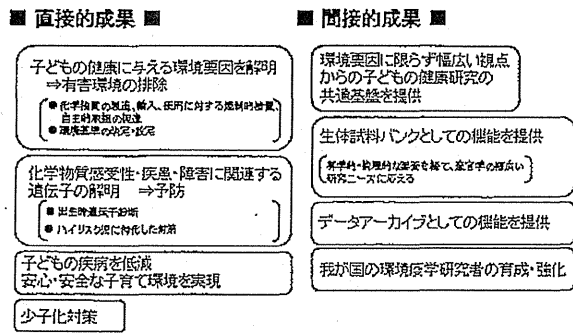 ■ 直接的成果 ■
子どもの健康に与える環境要因を解明
⇒有害環境の排除
● 化学物質の製造、輸入、使用に対する規制的措置、
自主的取組の促進
● 環境基準の
化学物質感受性・疾患・障害に関連する
遺伝子の解明 ⇒予防
● 出生時遺伝子診断
● ハイリスク児に特化した対策
子どもの疾病を低減
安心・安全な子育て環境を実現
少子化対策
■ 間接的成果 ■
環境要因に限らず幅広い観点
からの子どもの健康研究の
共通基盤を提供
生体試料バンクとしての機能を提供
研究ニーズに応える
データアーカイブとしての機能を提供
我が国の環境疫学研究者の育成・強化